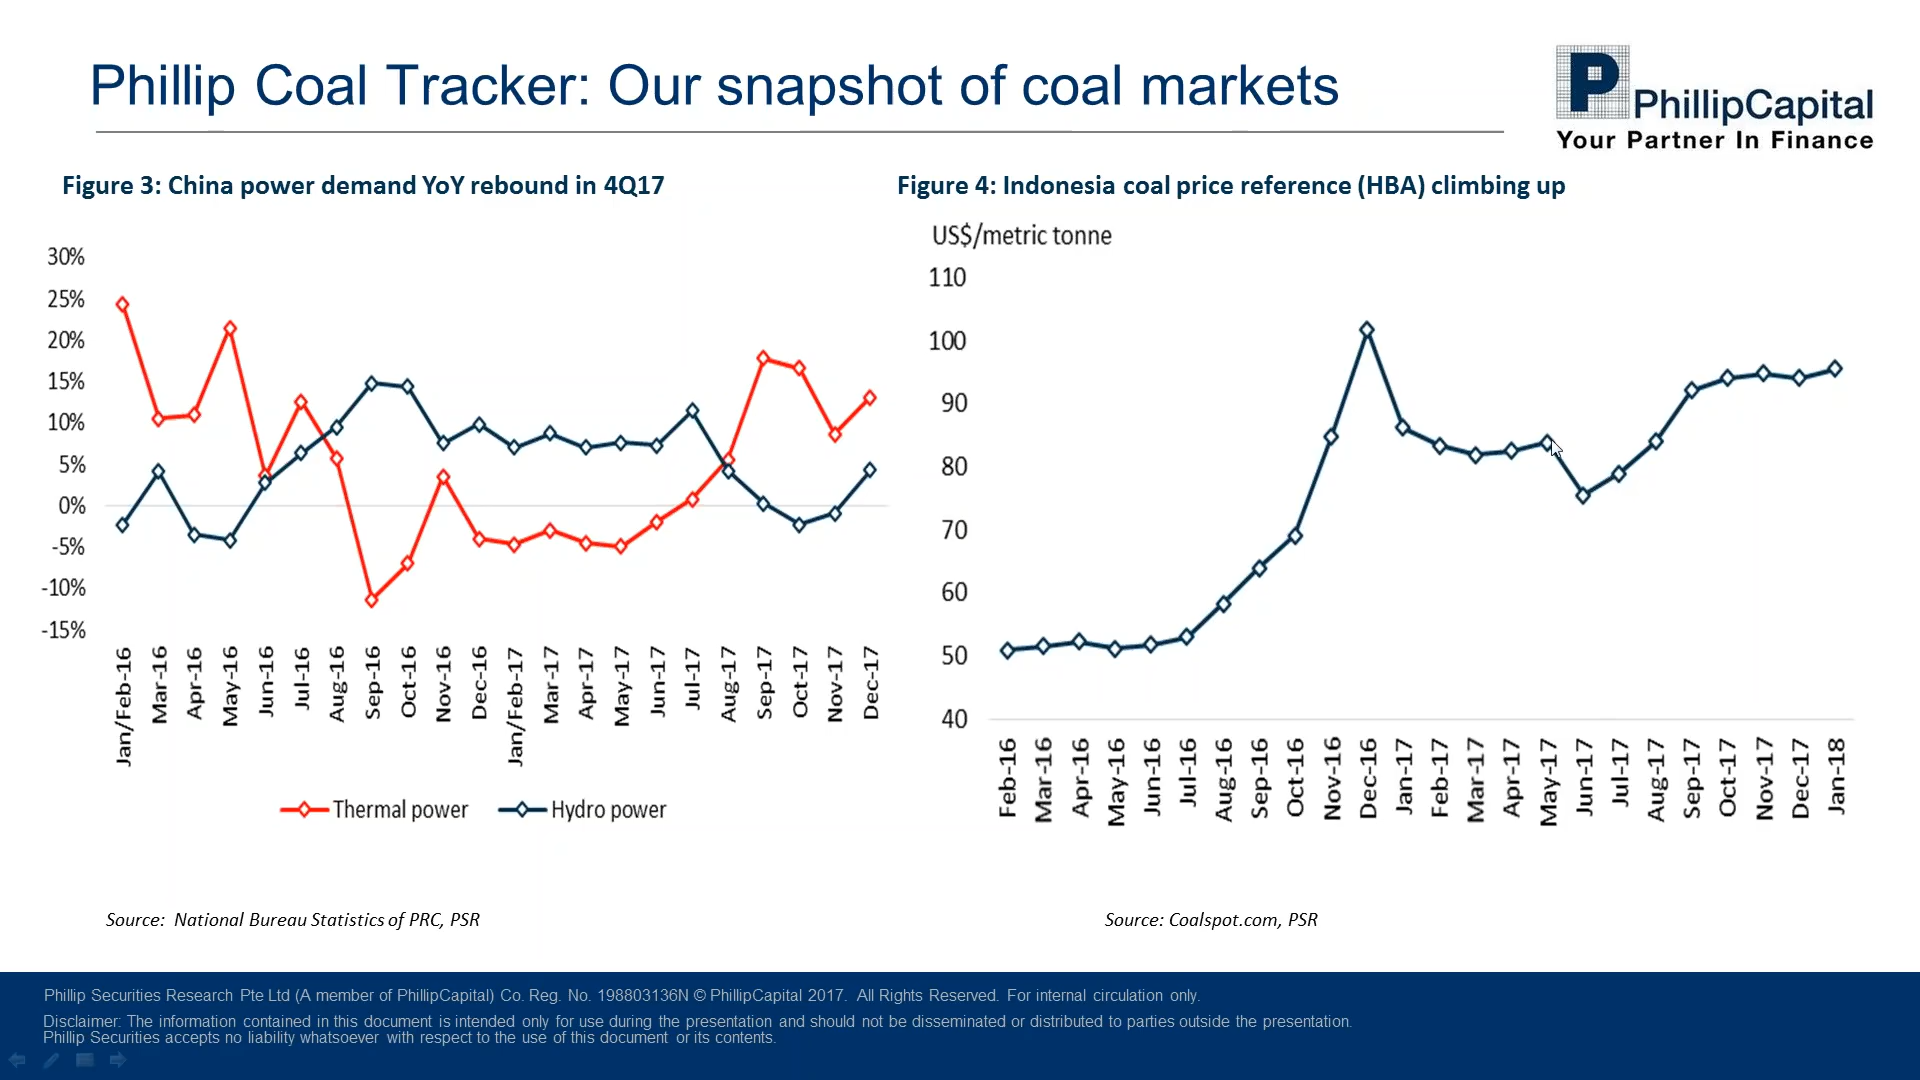 Phillip Coal Tracker: Our snapshot of coal markets
P
PhillipCapital
Your Partner In Finance
Figure 3: China power demand YoY rebound in 4Q17
30%
25%
20%
15%
10%
5%
0%
-5%
-10%
-15%
Jan/Feb-16
Mar-16
Apr-16
May-16
Jun-16
Jul-16
Aug-16
Sep-16
Oct-16
Nov-16
Dec-16
Jan/Feb-17
Mar-17
Apr-17
May-17
Jun-17
Jul-17
Aug-17
Sep-17
Oct-17
Nov-17
Dec-17
Thermal power
Hydro power
Source: National Bureau Statistics of PRC, PSR
Figure 4: Indonesia coal price reference (HBA) climbing up
US$/metric tonne
110
100
90
80
70
60
50
40
Feb-16
Mar-16
Apr-16
May-16
Jun-16
Jul-16
Aug-16
Sep-16
Oct-16
Nov-16
Dec-16
Jan-17
Feb-17
Mar-17
Apr-17
May-17
Jun-17
Jul-17
Aug-17
Sep-17
Oct-17
Nov-17
Dec-17
Jan-18
Source: Coalspot.com, PSR
Phillip Securities Research Pte Ltd (A member of PhillipCapital) Co. Reg. No. 198803136N © PhillipCapital 2017. All Rights Reserved. For internal circulation only.
Disclaimer: The information contained in this document is intended only for use during the presentation and should not be disseminated or distributed to parties outside the presentation.
Phillip Securities accepts no liability whatsoever with respect to the use of this document or its contents.